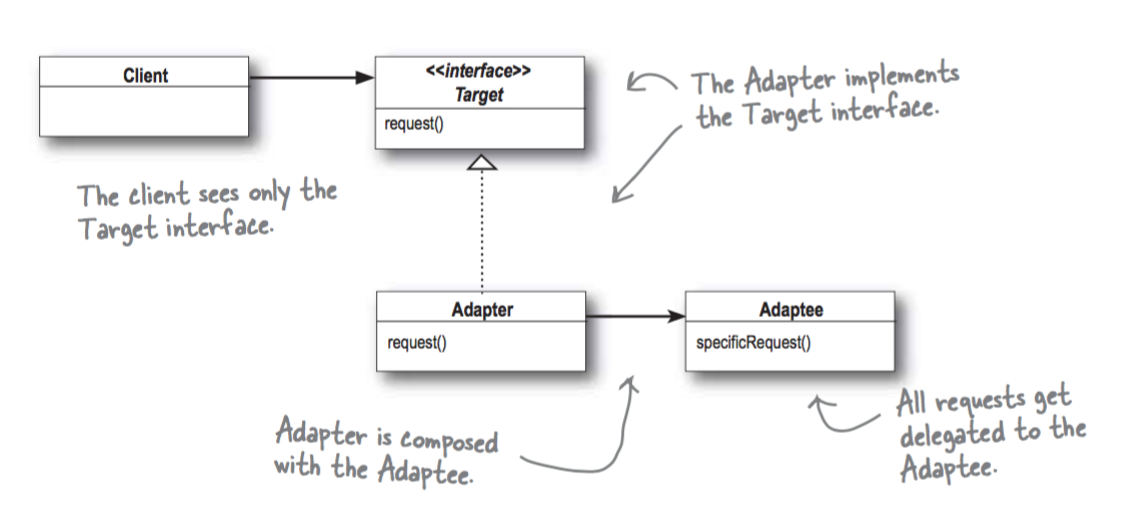 Client
<<interface>>
Target
request()
The Adapter implements
the Target interface.
The client sees only the
Target interface.
Adapter
request()
Adaptee
specificRequest()
Adapter is composed
with the Adaptee.
All requests get
delegated to the
Adaptee.